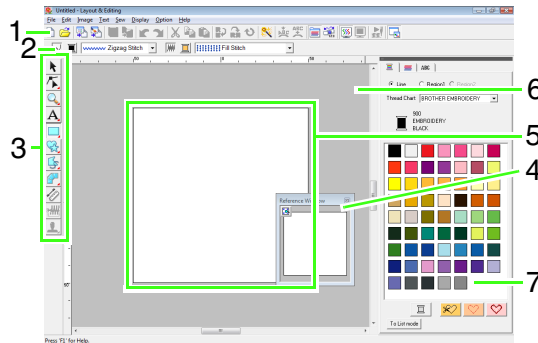 Untitled - Layout & Editing
File Edit Image Text Sew Display Option Help
1
2
Zigzag Stitch
Fill Stitch
3
A
ABC
6
Line Region1 Region2
Thread Chart BROTHER EMBROIDERY
900
EMBROIDERY
BLACK
5
4
Reference Window
7
To List mode
Press 'F1' for Help.